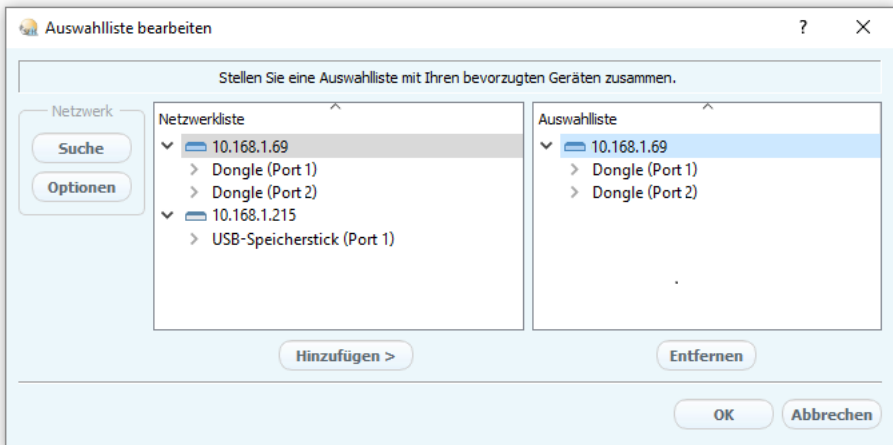 Auswahlliste bearbeiten
Stellen Sie eine Auswahlliste mit Ihren bevorzugten Geräten zusammen.
Netzwerk
Suche
Optionen
Netzwerkliste
10.168.1.69
Dongle (Port 1)
Dongle (Port 2)
10.168.1.215
USB-Speicherstick (Port 1)
Auswahlliste
10.168.1.69
Dongle (Port 1)
Dongle (Port 2)
Hinzufügen >
Entfernen
OK
Abbrechen